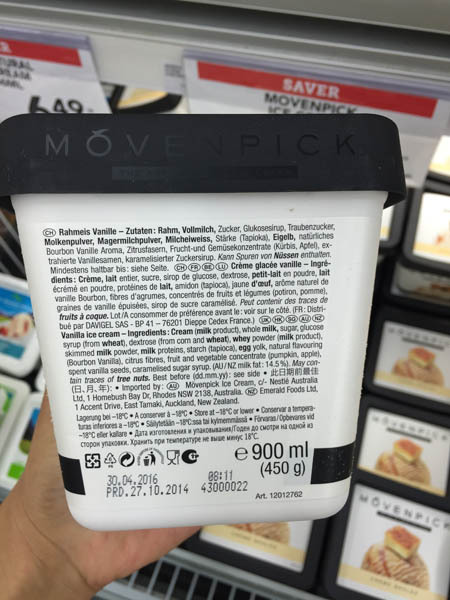 SAVER
MOVENPICK
6.49
MÖVENPICK
CH Rahmeis Vanille – Zutaten: Rahm, Vollmilch, Zucker, Glukosesirup, Traubenzucker,
Molkenpulver, Magermilchpulver, Milcheiweiss, Stärke (Tapioka), Eigelb, natürliches
Bourbon Vanille Aroma, Zitrusfasern, Frucht-und Gemüsekonzentrate (Kürbis, Apfel), ex-
trahierte Vanillesamen, karamelisierter Zuckersirup. Kann Spuren von Nüssen enthalten.
Mindestens haltbar bis: siehe Seite. CH FR BE LU Crème glacée vanille – Ingré-
dients: Crème, lait entier, sucre, sirop de glucose, dextrose, petit-lait en poudre, lait
écrémé en poudre, protéines de lait, amidon (tapioca), jaune d'œuf, arôme naturel de
vanille Bourbon, fibres d'agrumes, concentrés de fruits et légumes (potiron, pomme),
graines de vanille épuisées, sirop de sucre caramélisé. Peut contenir des traces de
fruits à coque. Lot/A consommer de préférence avant le: voir sur le côté. (FR: Distri-
bué par DAVIGEL SAS - BP 41 – 76201 Dieppe Cedex France.) UK HK SG AU NZ
Vanilla ice cream – Ingredients: Cream (milk product), whole milk, sugar, glucose
syrup (from wheat), dextrose (from corn and wheat), whey powder (milk product),
skimmed milk powder, milk proteins, starch (tapioca), egg yolk, natural flavouring
(Bourbon Vanilla), citrus fibres, fruit and vegetable concentrate (pumpkin, apple),
spent vanilla seeds, caramelised sugar syrup. (AU/NZ milk fat: 14.5%). May con-
tain traces of tree nuts. Best before (dd.mm.yy): see side • 此日期前最佳
(日、月、年): • Imported by: AU Mövenpick Ice Cream, c/- Nestlé Australia
Ltd, 1 Homebush Bay Dr, Rhodes NSW 2138, Australia. NZ Emerald Foods Ltd,
1 Accent Drive, East Tamaki, Auckland, New Zealand.
Lagerung bei –18°C • A conserver à –18°C • Store at –18°C or lower • Conservar a tempera-
turas inferiores a –18°C • Säilytetään –18°C:ssa tai kylmemmässä • Förvaras/Opbevares vid
–18°C eller kallare • Дата изготовления и упаковывания/Годен до смотри на одной из
сторон упаковки. Хранить при температуре не выше минус 18°C.
e 900 ml
(450 g)
30.04.2016 08:11
PRD.27.10.2014 43000022
Art. 12012762
MÖVENPICK
MÖVENPICK